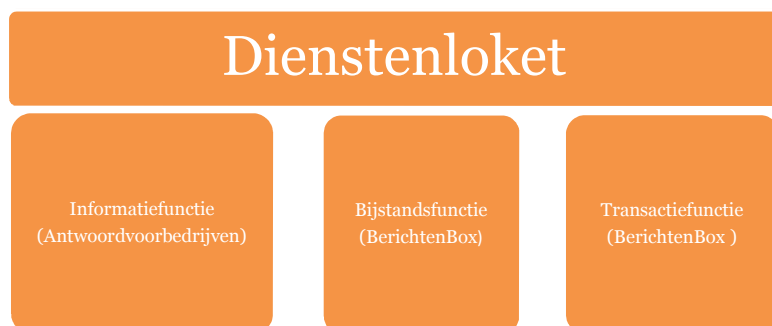 Dienstenloket
Informatiefunctie
(Antwoordvoorbedrijven)
Bijstandsfunctie
(BerichtenBox)
Transactiefunctie
(BerichtenBox )